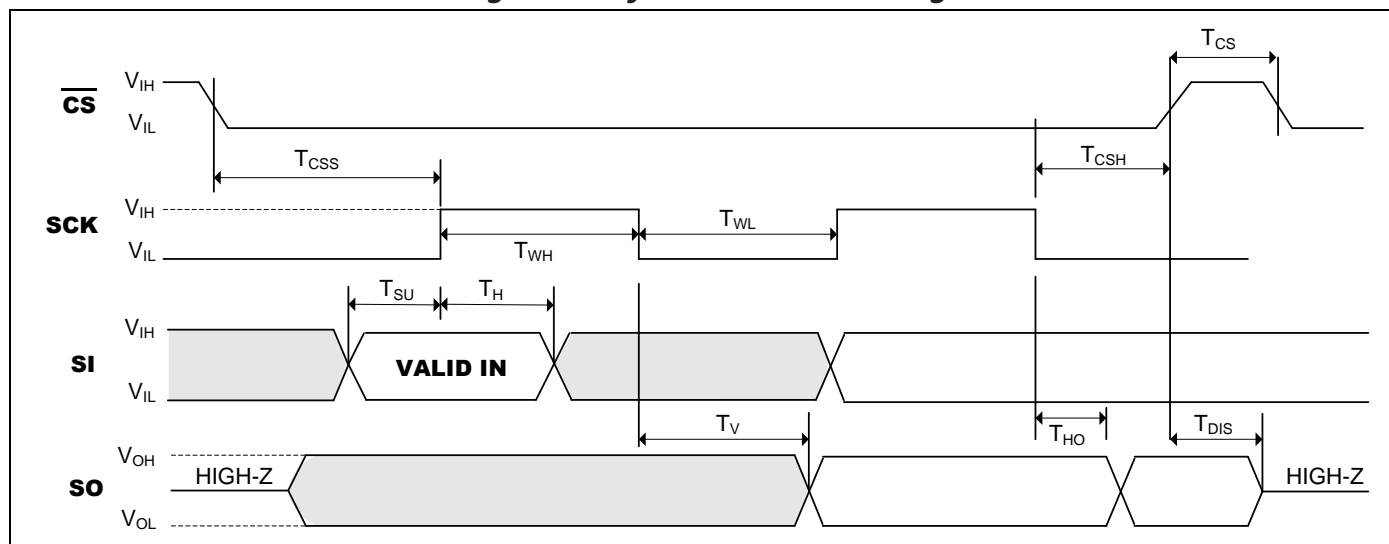 T_CS
V_IH
CS
V_IL
T_CSS
T_CSH
V_IH
SCK
T_WL
V_IL
T_WH
T_SU
T_H
V_IH
SI
VALID IN
V_IL
T_V
T_HO
T_DIS
V_OH
HIGH-Z
HIGH-Z
SO
V_OL